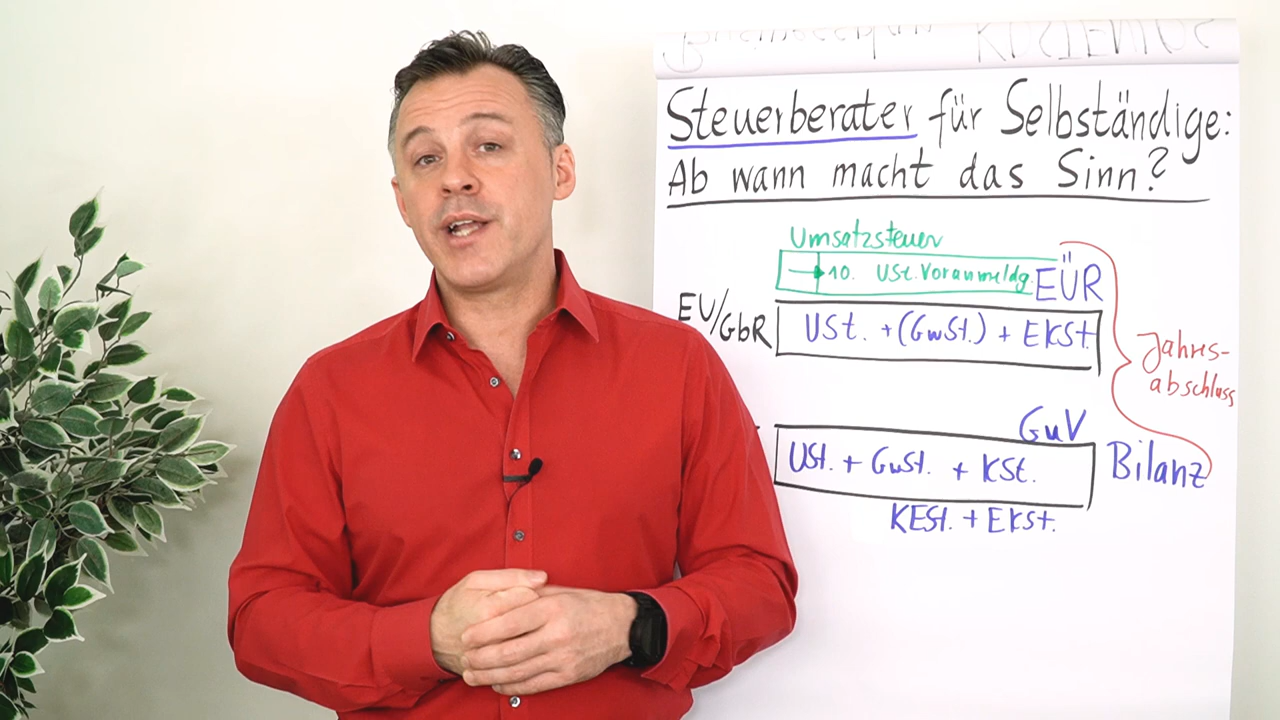 Steuerberater für Selbständige:
Ab wann macht das Sinn?
Umsatzsteuer
10. USt. Voranmeldg.
EÜR
EU/GbR
USt. + (GwSt.) + EKSt.
Jahres-
abschluss
GuV
USt. + GwSt. + KSt.
Bilanz
KESt. + EKSt.